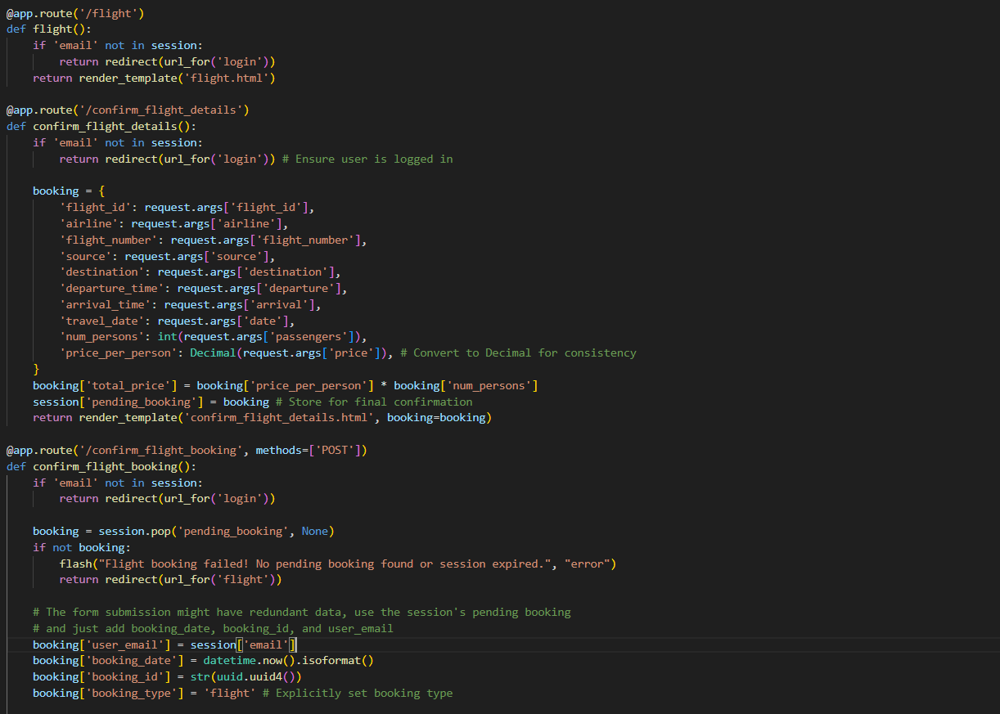 @app.route('/flight')
def flight():
    if 'email' not in session:
        return redirect(url_for('login'))
    return render_template('flight.html')

@app.route('/confirm_flight_details')
def confirm_flight_details():
    if 'email' not in session:
        return redirect(url_for('login')) # Ensure user is logged in

    booking = {
        'flight_id': request.args['flight_id'],
        'airline': request.args['airline'],
        'flight_number': request.args['flight_number'],
        'source': request.args['source'],
        'destination': request.args['destination'],
        'departure_time': request.args['departure'],
        'arrival_time': request.args['arrival'],
        'travel_date': request.args['date'],
        'num_persons': int(request.args['passengers']),
        'price_per_person': Decimal(request.args['price']), # Convert to Decimal for consistency
    }
    booking['total_price'] = booking['price_per_person'] * booking['num_persons']
    session['pending_booking'] = booking # Store for final confirmation
    return render_template('confirm_flight_details.html', booking=booking)

@app.route('/confirm_flight_booking', methods=['POST'])
def confirm_flight_booking():
    if 'email' not in session:
        return redirect(url_for('login'))

    booking = session.pop('pending_booking', None)
    if not booking:
        flash("Flight booking failed! No pending booking found or session expired.", "error")
        return redirect(url_for('flight'))

    # The form submission might have redundant data, use the session's pending booking
    # and just add booking_date, booking_id, and user_email
    booking['user_email'] = session['email']
    booking['booking_date'] = datetime.now().isoformat()
    booking['booking_id'] = str(uuid.uuid4())
    booking['booking_type'] = 'flight' # Explicitly set booking type